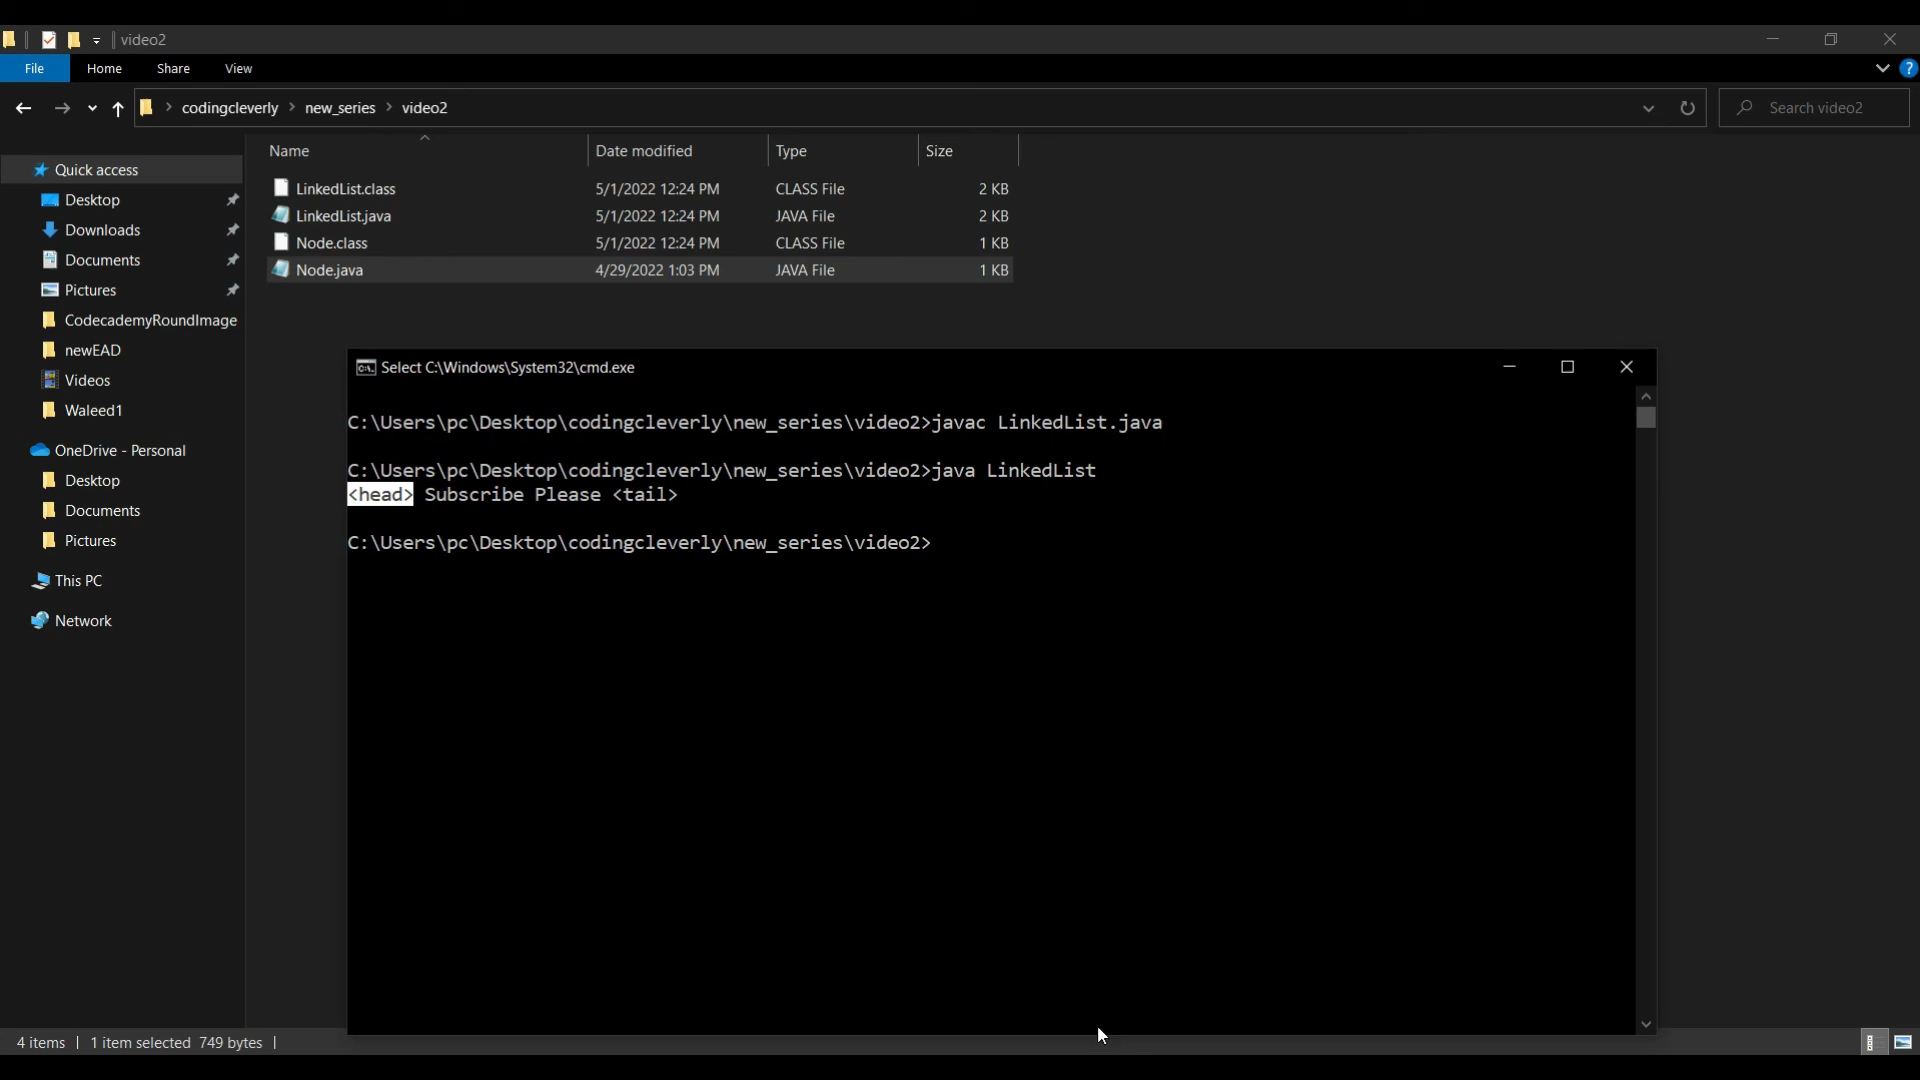 video2
File Home Share View
codingcleverly new_series video2 Search video2
Name Date modified Type Size
Quick access
Desktop
Downloads
Documents
Pictures
CodecademyRoundImage
newEAD
Videos
Waleed1
OneDrive - Personal
Desktop
Documents
Pictures
This PC
Network
LinkedList.class 5/1/2022 12:24 PM CLASS File 2 KB
LinkedList.java 5/1/2022 12:24 PM JAVA File 2 KB
Node.class 5/1/2022 12:24 PM CLASS File 1 KB
Node.java 4/29/2022 1:03 PM JAVA File 1 KB
Select C:\Windows\System32\cmd.exe
C:\Users\pc\Desktop\codingcleverly\new_series\video2>javac LinkedList.java
C:\Users\pc\Desktop\codingcleverly\new_series\video2>java LinkedList
<head> Subscribe Please <tail>
C:\Users\pc\Desktop\codingcleverly\new_series\video2>
4 items 1 item selected 749 bytes